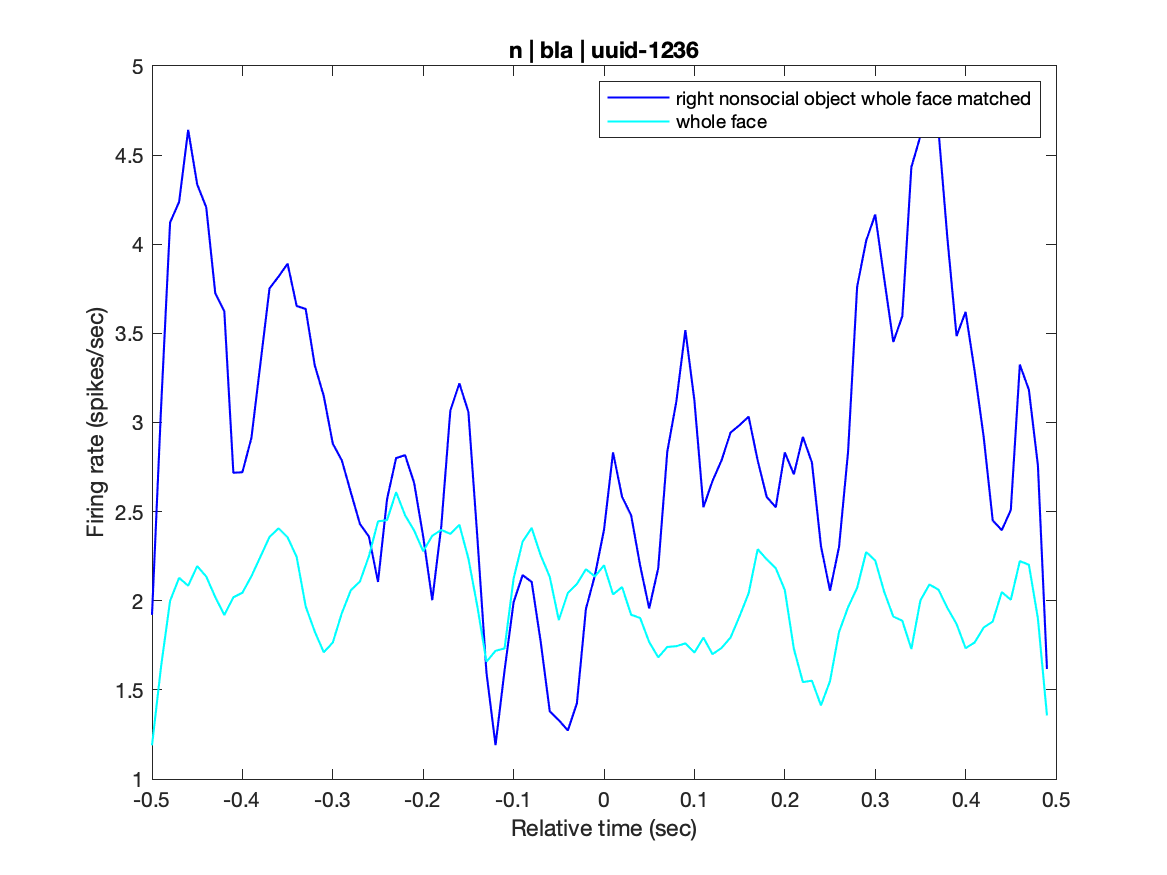 n | bla | uuid-1236
right nonsocial object whole face matched
whole face
5
4.5
4
3.5
3
2.5
2
1.5
1
Firing rate (spikes/sec)
-0.5 -0.4 -0.3 -0.2 -0.1 0 0.1 0.2 0.3 0.4 0.5
Relative time (sec)